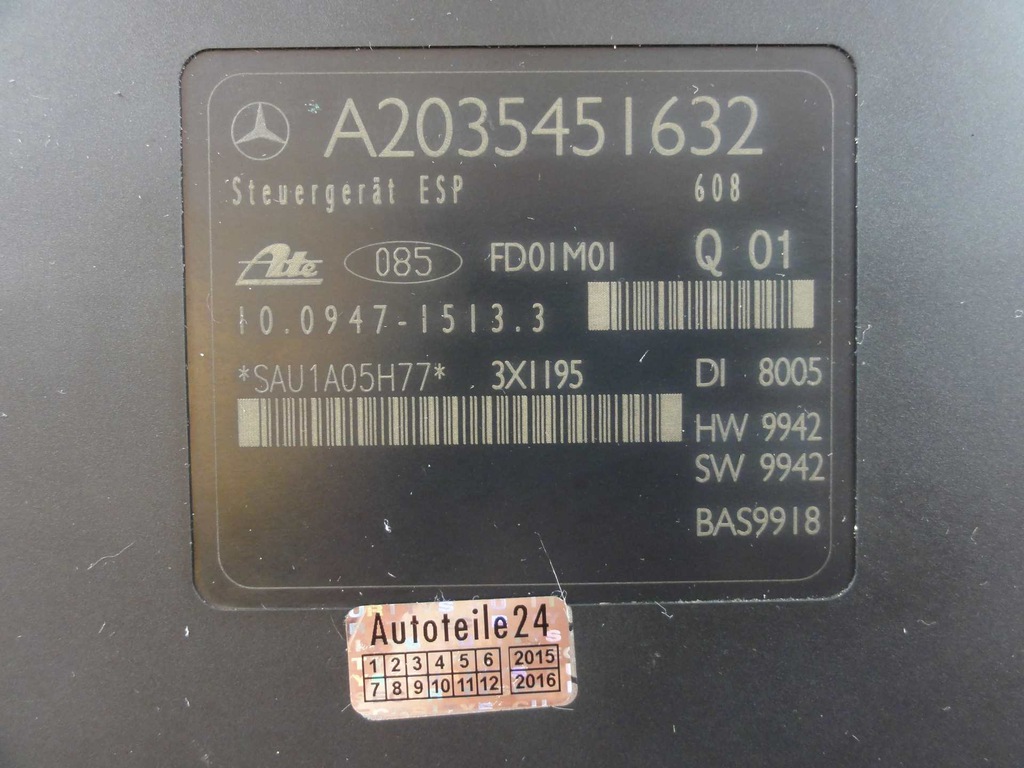 A2035451632
Steuergerät ESP 608
Ate 085 FD01M01 Q 01
10.0947-1513.3
*SAU1A05H77* 3X1195 DI 8005
HW 9942
SW 9942
BAS9918
Autoteile24
1 2 3 4 5 6 2015
7 8 9 10 11 12 2016